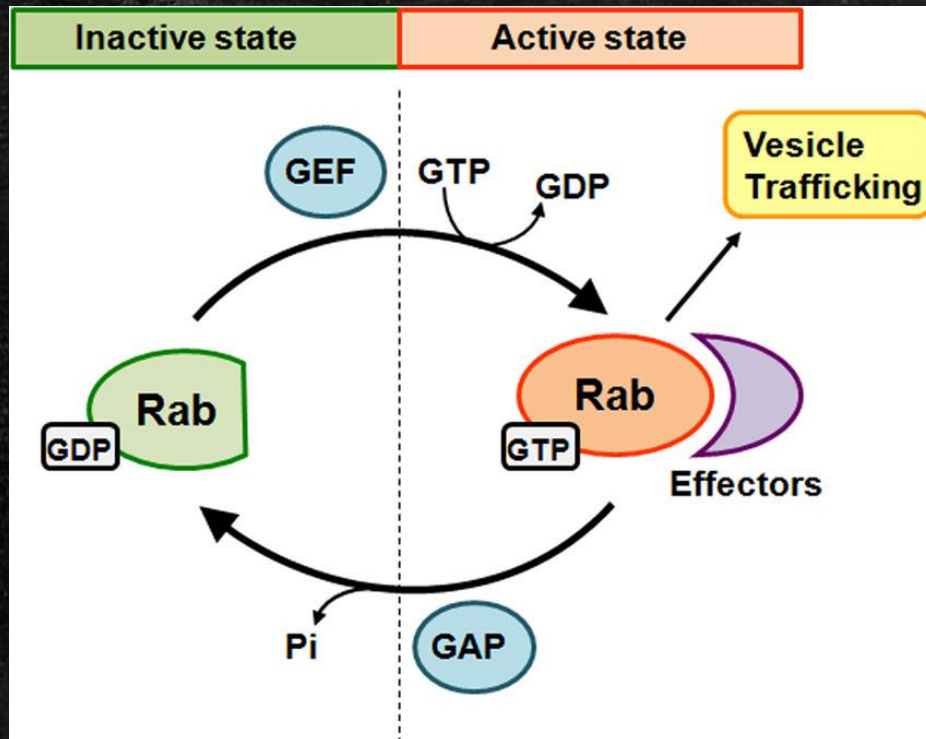 Inactive state
Active state
GEF
GTP
GDP
Vesicle
Trafficking
Rab
GDP
Rab
GTP
Effectors
Pi
GAP